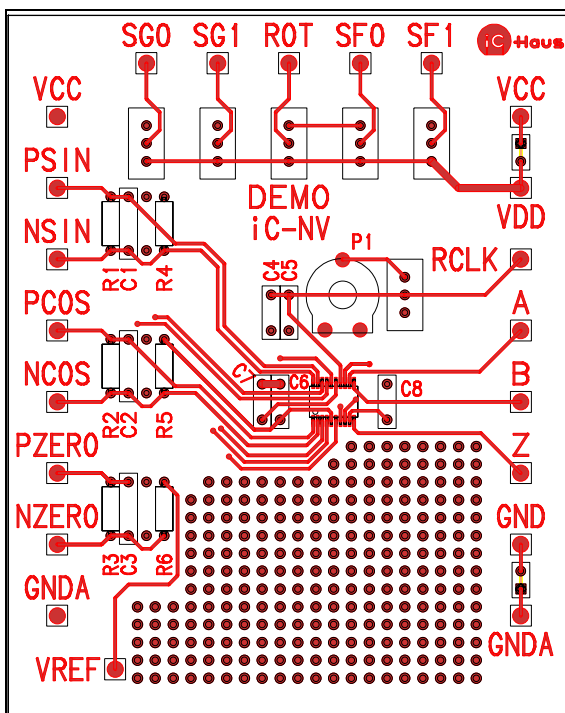 SG0 SG1 ROT SF0 SF1
iC Haus
VCC VCC
PSIN
DEMO
iC-NV
VDD
NSIN
P1
RCLK
R1 C1 R4
C4 C5
PCOS
A
NCOS
C7 C6 C8
B
R2 C2 R5
PZERO
Z
NZERO
GND
R3 C3 R6
GNDA
GNDA
VREF